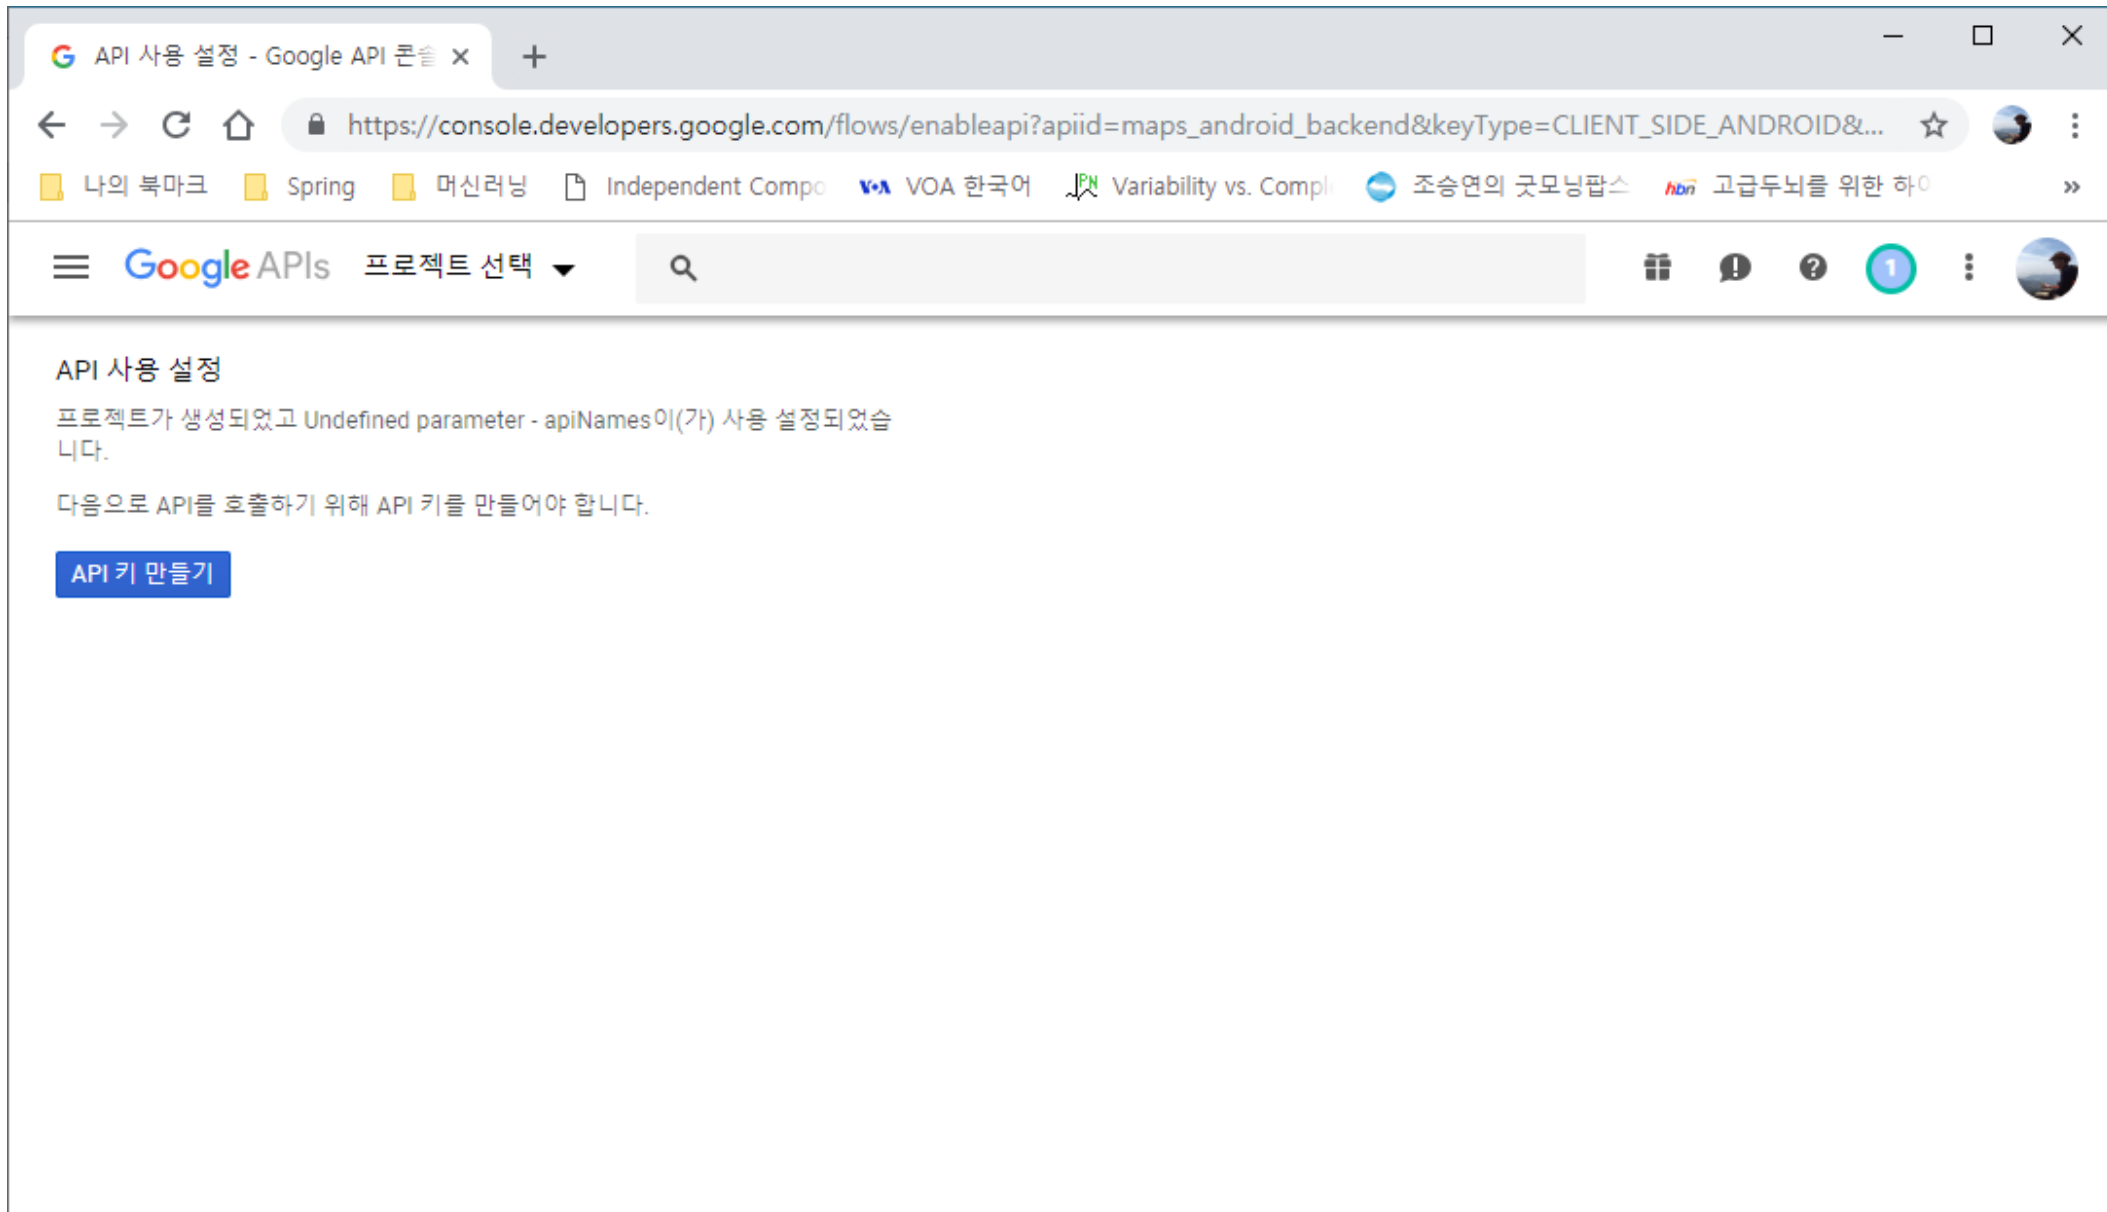 API 사용 설정 - Google API 콘솔
https://console.developers.google.com/flows/enableapi?apiid=maps_android_backend&keyType=CLIENT_SIDE_ANDROID&...
나의 북마크 Spring 머신러닝 Independent Compo VOA VOA 한국어 JPN Variability vs. Compl 조승연의 굿모닝팝스 hbn 고급두뇌를 위한 하이
Google APIs 프로젝트 선택 1
API 사용 설정
프로젝트가 생성되었고 Undefined parameter - apiNames이(가) 사용 설정되었습
니다.
다음으로 API를 호출하기 위해 API 키를 만들어야 합니다.
API 키 만들기